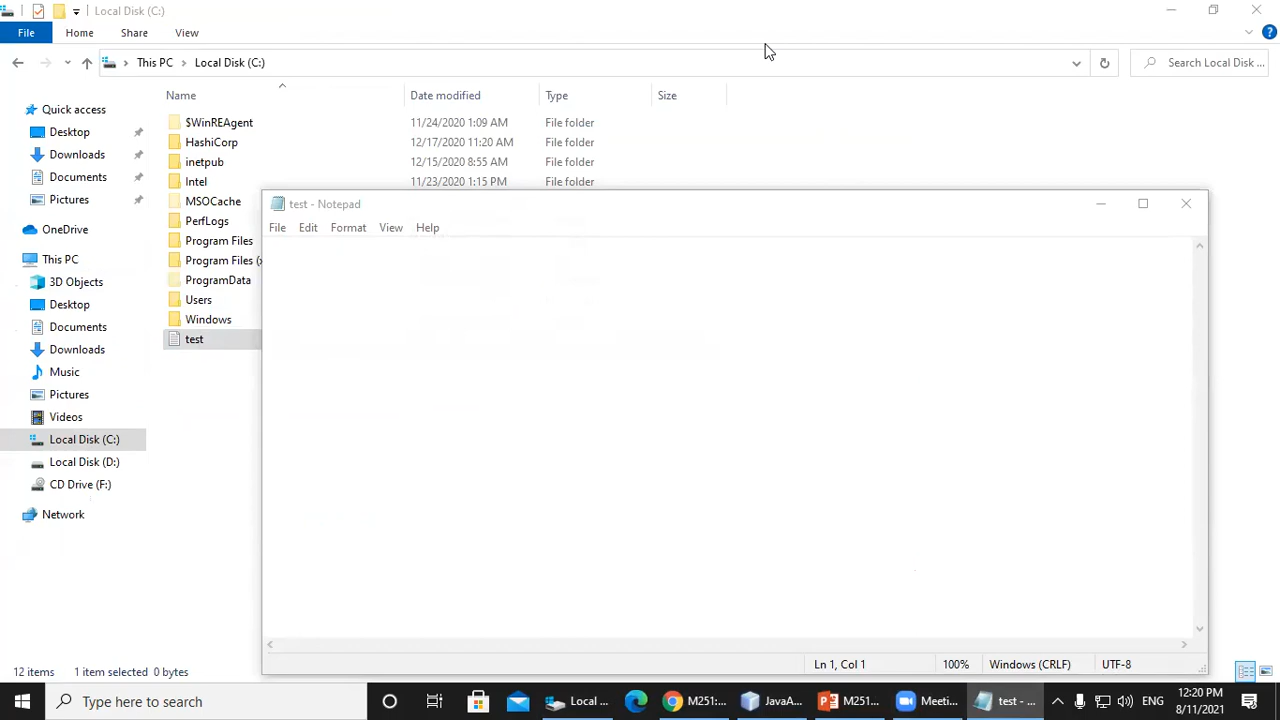 Local Disk (C:)
File Home Share View
This PC Local Disk (C:) Search Local Disk ...
Name Date modified Type Size
Quick access
Desktop
Downloads
Documents
Pictures
OneDrive
This PC
3D Objects
Desktop
Documents
Downloads
Music
Pictures
Videos
Local Disk (C:)
Local Disk (D:)
CD Drive (F:)
Network
$WinREAgent 11/24/2020 1:09 AM File folder
HashiCorp 12/17/2020 11:20 AM File folder
inetpub 12/15/2020 8:55 AM File folder
Intel 11/23/2020 1:15 PM File folder
MSOCache
PerfLogs
Program Files
Program Files (x
ProgramData
Users
Windows
test
test - Notepad
File Edit Format View Help
Ln 1, Col 1 100% Windows (CRLF) UTF-8
12 items 1 item selected 0 bytes
Type here to search
Local ...
M251:...
JavaA...
M251...
Meeti...
test - ...
ENG
12:20 PM
8/11/2021